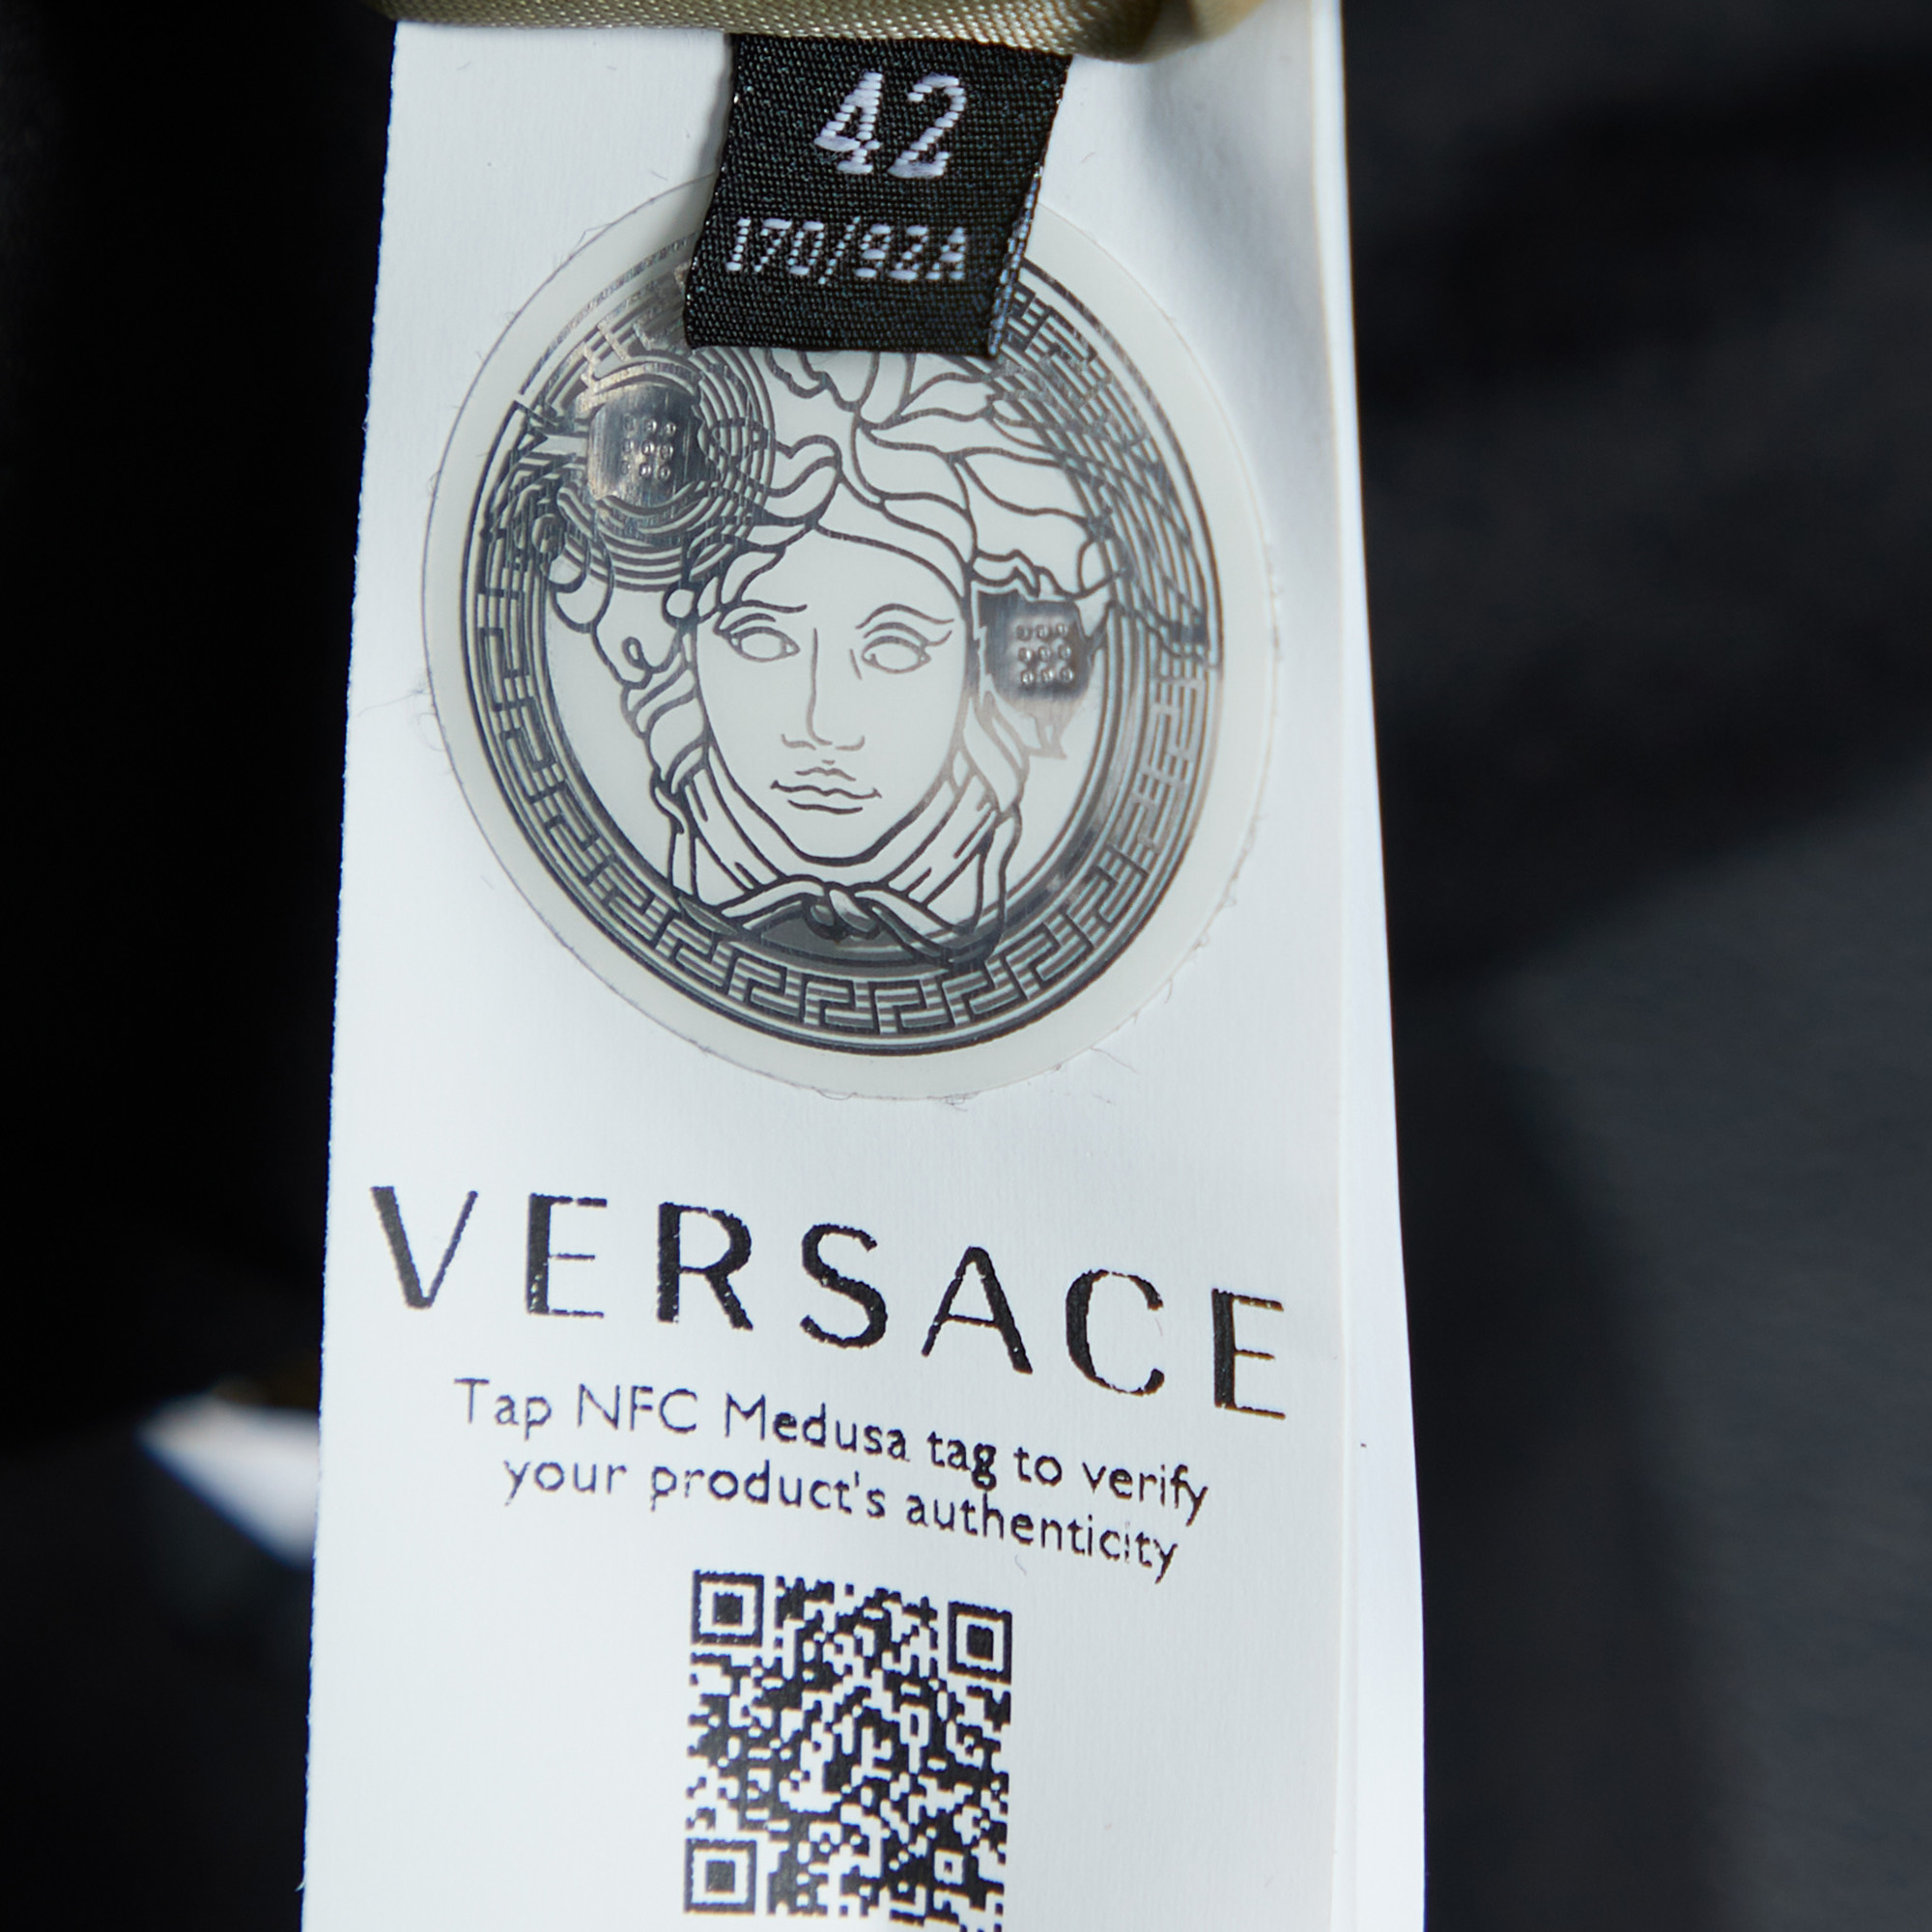 42
170/92A
VERSACE
Tap NFC Medusa tag to verify
your product's authenticity